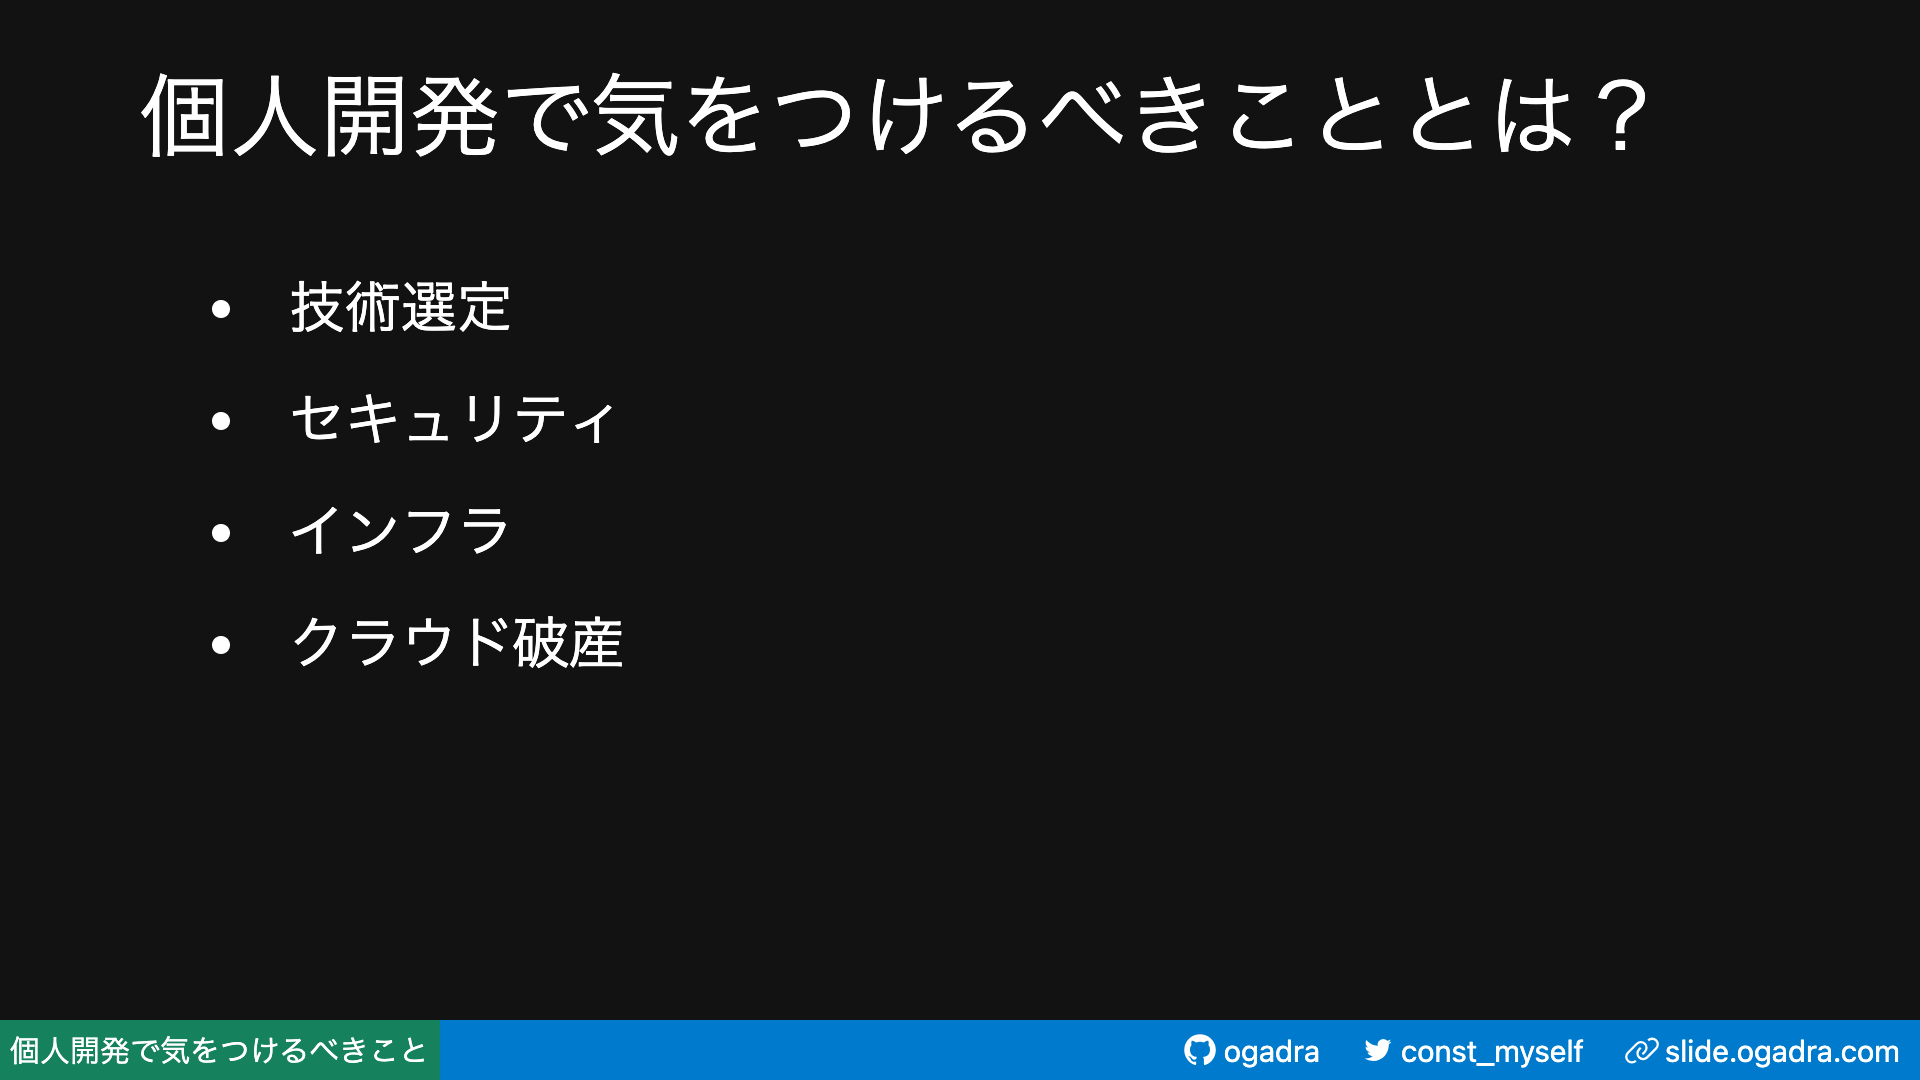 個人開発で気をつけるべきこととは？
• 技術選定
• セキュリティ
• インフラ
• クラウド破産
個人開発で気をつけるべきこと ogadra const_myself slide.ogadra.com